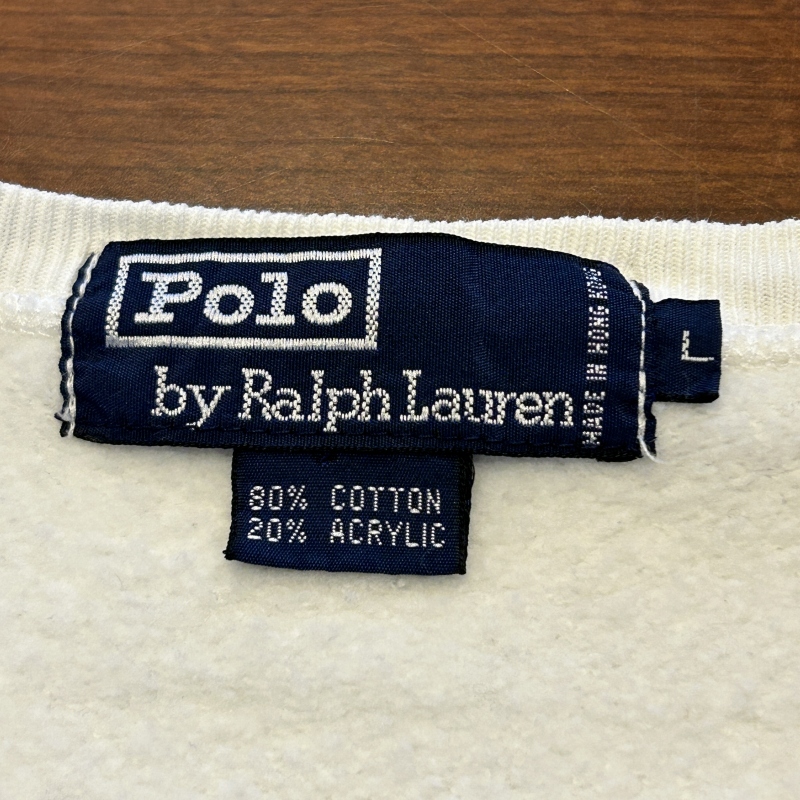 Polo
by Ralph Lauren
MADE IN HONG KONG
L
80% COTTON
20% ACRYLIC